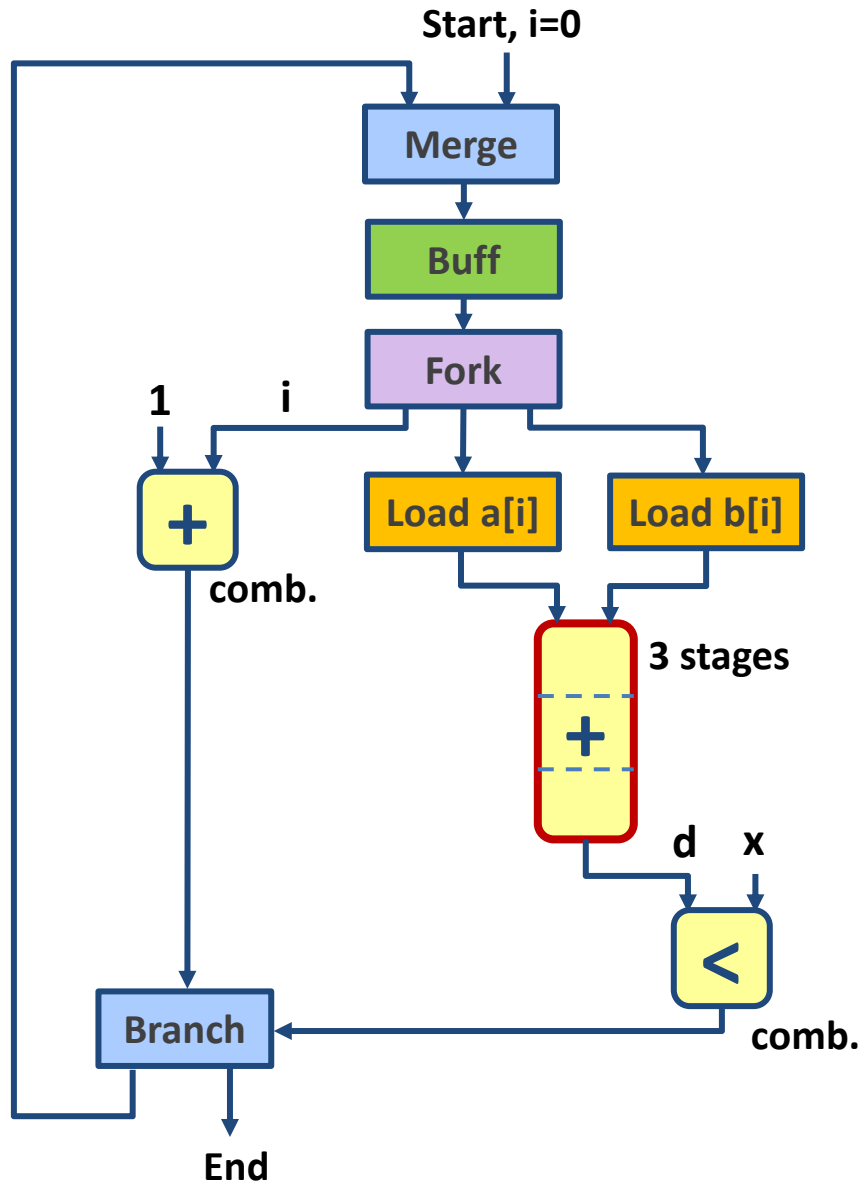 Start, i=0
Merge
Buff
Fork
1
i
Load a[i]
Load b[i]
+
comb.
3 stages
+
d
x
<
Branch
comb.
End